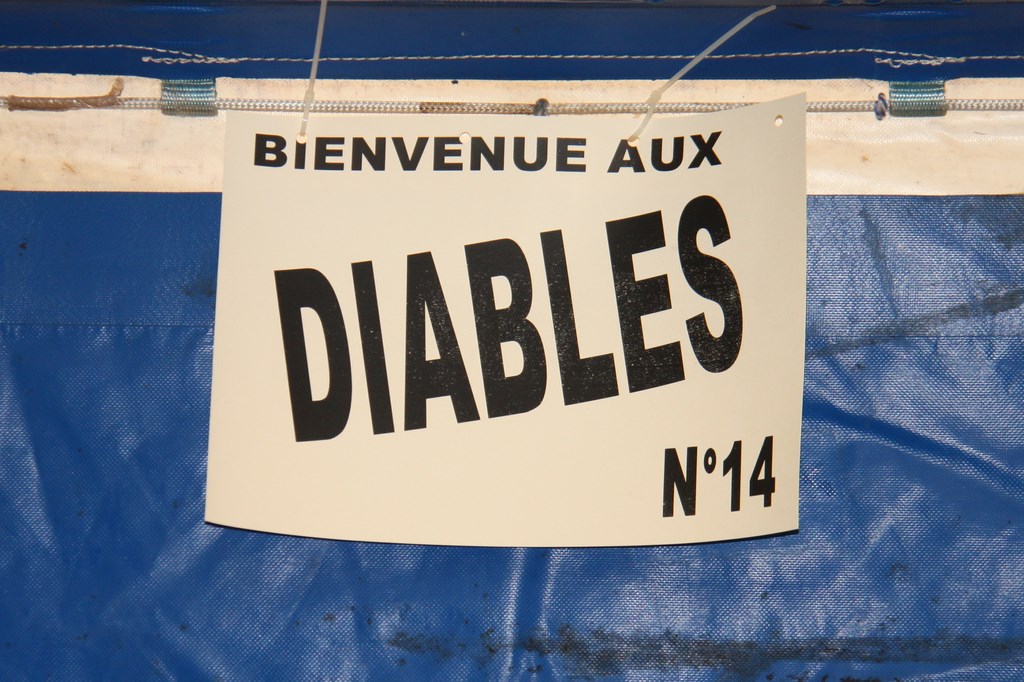 BIENVENUE AUX
DIABLES
N°14